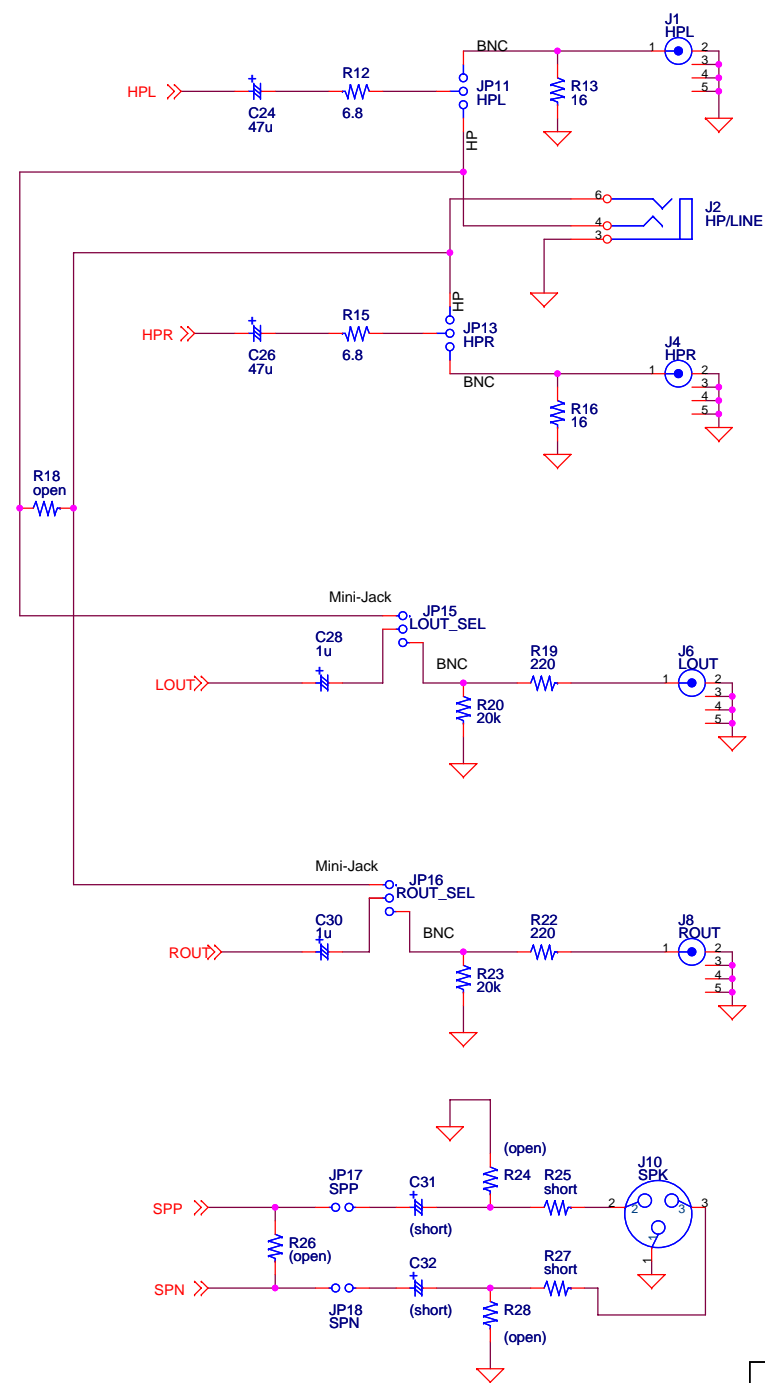 J1
HPL
BNC
1
2
3
4
5
R12
JP11
HPL
R13
16
HPL
C24
47u
6.8
HP
6
J2
HP/LINE
4
3
HP
R15
JP13
HPR
HPR
C26
47u
6.8
J4
HPR
BNC
1
2
3
4
5
R16
16
R18
open
Mini-Jack
JP15
LOUT_SEL
C28
1u
BNC
R19
220
J6
LOUT
LOUT
1
2
3
4
5
R20
20k
Mini-Jack
JP16
ROUT_SEL
C30
1u
BNC
R22
220
J8
ROUT
ROUT
1
2
3
4
5
R23
20k
(open)
JP17
SPP
C31
R24
R25
short
J10
SPK
SPP
2
2
3
3
(short)
1
1
R26
(open)
C32
R27
short
SPN
JP18
SPN
(short)
R28
(open)